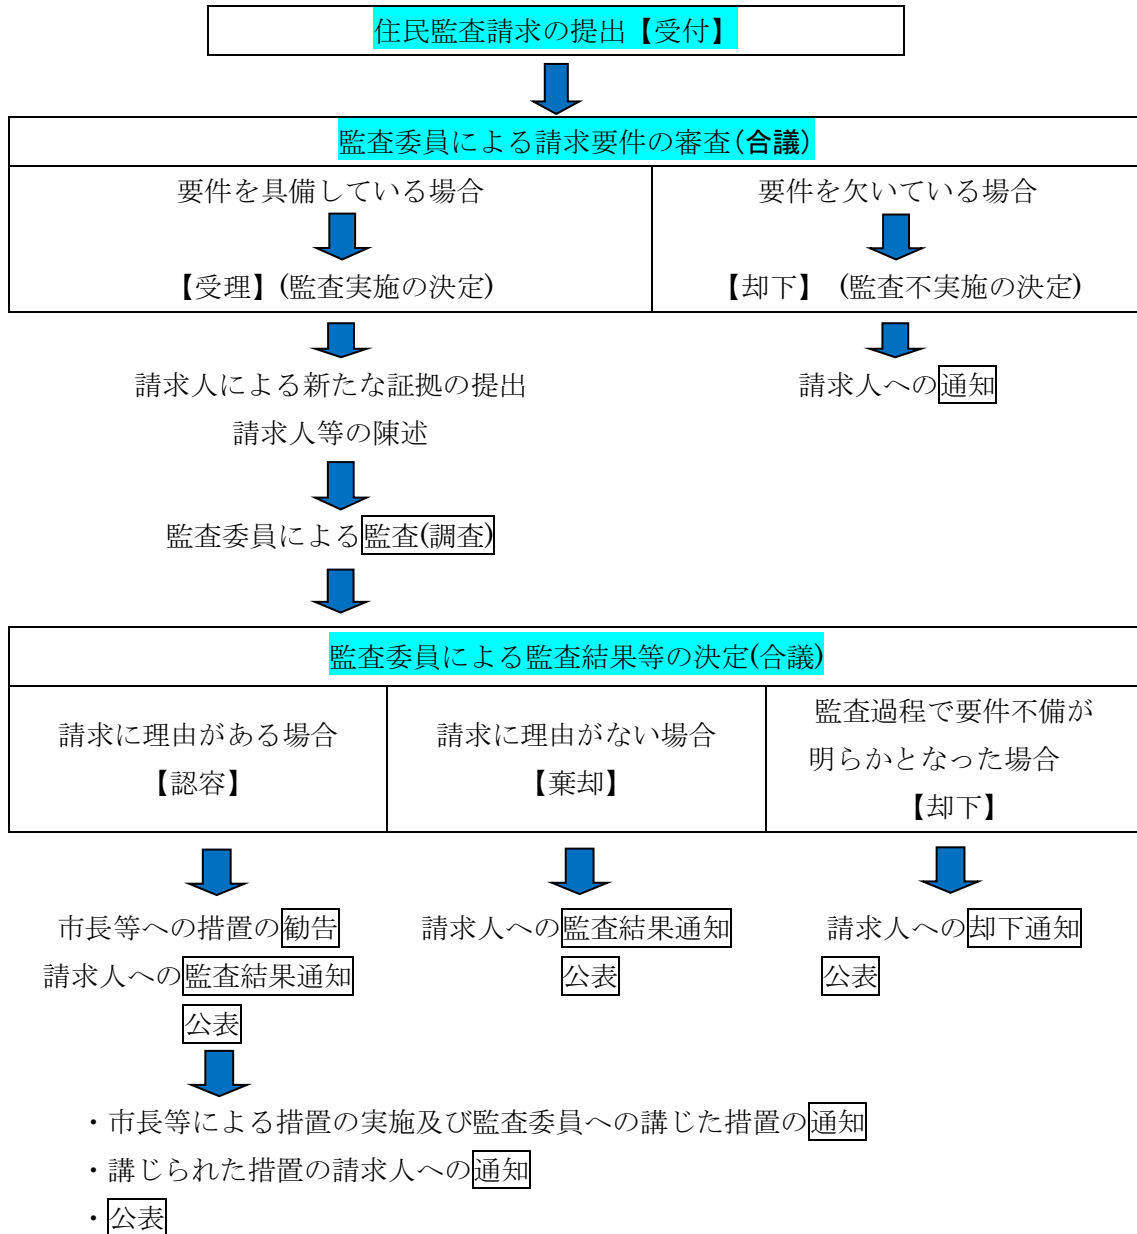 住民監査請求の提出【受付】
監査委員による請求要件の審査(合議)
要件を具備している場合
【受理】(監査実施の決定)
要件を欠いている場合
【却下】 (監査不実施の決定)
請求人による新たな証拠の提出
請求人等の陳述
請求人への通知
監査委員による監査(調査)
監査委員による監査結果等の決定(合議)
請求に理由がある場合
【認容】
請求に理由がない場合
【棄却】
監査過程で要件不備が
明らかとなった場合
【却下】
市長等への措置の勧告
請求人への監査結果通知
公表
請求人への監査結果通知
公表
請求人への却下通知
公表
・市長等による措置の実施及び監査委員への講じた措置の通知
・講じられた措置の請求人への通知
・公表